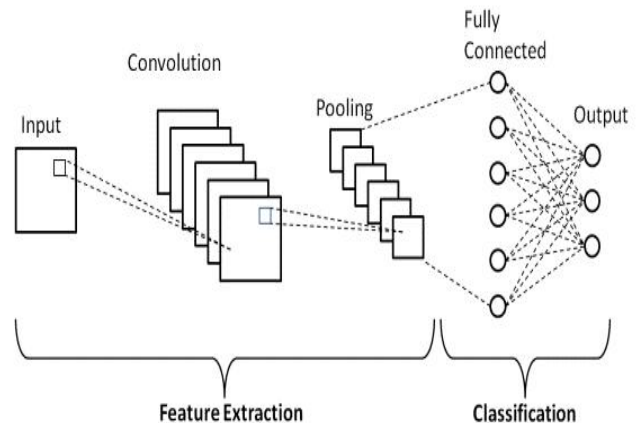 Input
Convolution
Pooling
Fully
Connected
Output
Feature Extraction
Classification